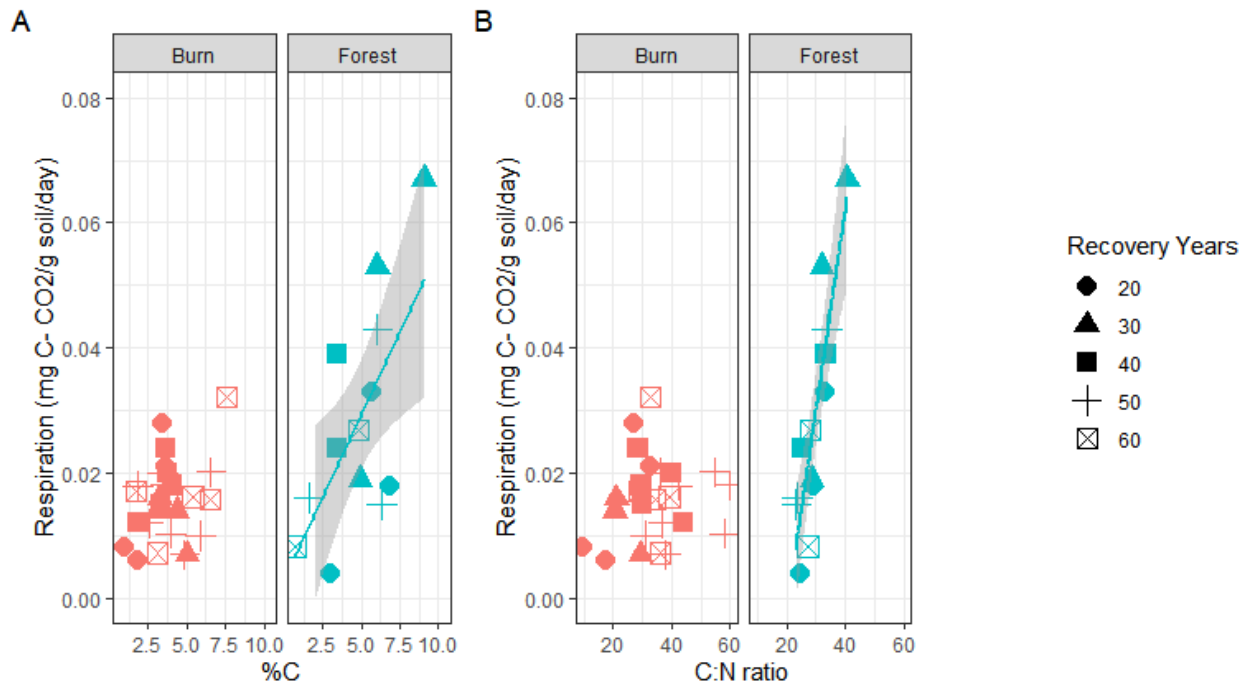 A
B
Burn
Forest
Burn
Forest
Respiration (mg C- CO2/g soil/day)
0.08
0.06
0.04
0.02
0.00
2.5 5.0 7.5 10.0
2.5 5.0 7.5 10.0
%C
Respiration (mg C- CO2/g soil/day)
0.08
0.06
0.04
0.02
0.00
20 40 60
20 40 60
C:N ratio
Recovery Years
20
30
40
50
60